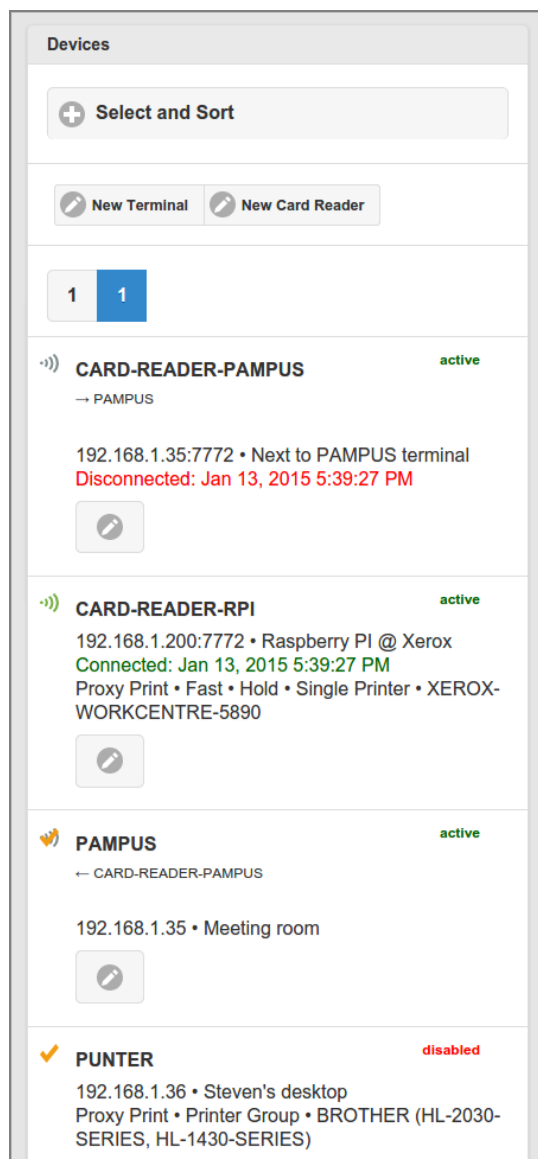 Devices
Select and Sort
New Terminal New Card Reader
1 1
CARD-READER-PAMPUS active
→ PAMPUS
192.168.1.35:7772 • Next to PAMPUS terminal
Disconnected: Jan 13, 2015 5:39:27 PM
CARD-READER-RPI active
192.168.1.200:7772 • Raspberry PI @ Xerox
Connected: Jan 13, 2015 5:39:27 PM
Proxy Print • Fast • Hold • Single Printer • XEROX-
WORKCENTRE-5890
PAMPUS active
← CARD-READER-PAMPUS
192.168.1.35 • Meeting room
PUNTER disabled
192.168.1.36 • Steven's desktop
Proxy Print • Printer Group • BROTHER (HL-2030-
SERIES, HL-1430-SERIES)